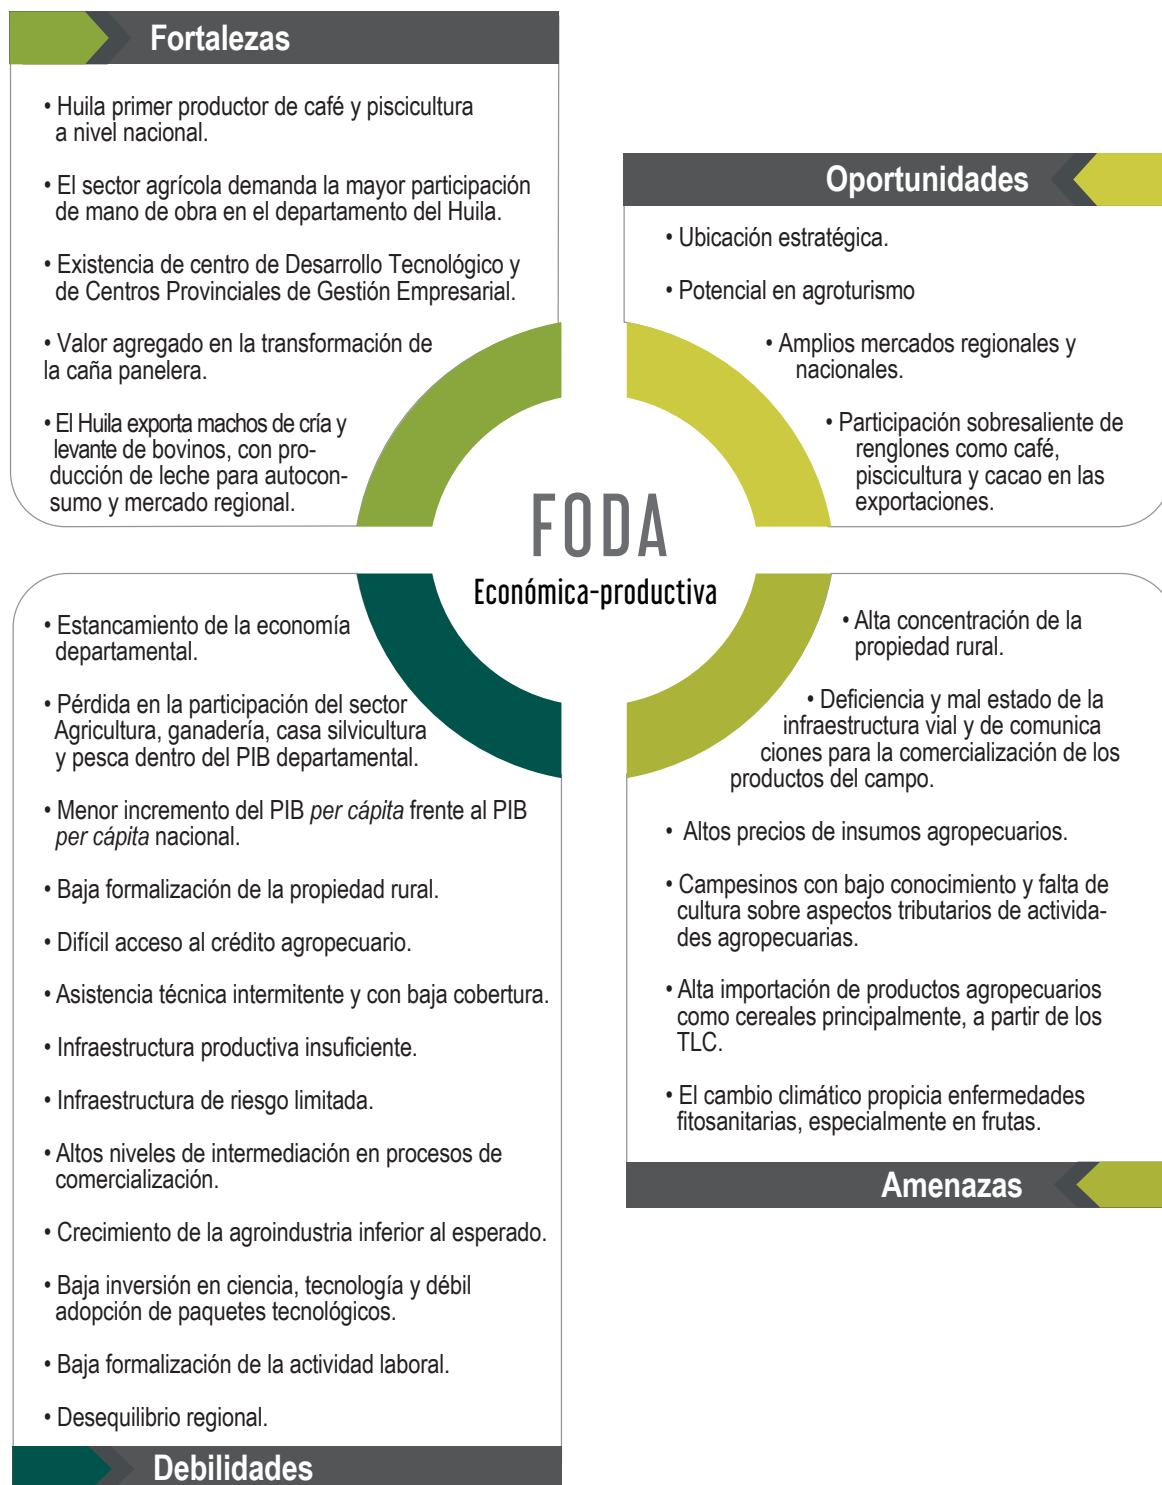 Fortalezas
• Huila primer productor de café y piscicultura
a nivel nacional.
• El sector agrícola demanda la mayor participación
de mano de obra en el departamento del Huila.
• Existencia de centro de Desarrollo Tecnológico y
de Centros Provinciales de Gestión Empresarial.
• Valor agregado en la transformación de
la caña panelera.
• El Huila exporta machos de cría y
levante de bovinos, con pro-
ducción de leche para autocon-
sumo y mercado regional.
Oportunidades
• Ubicación estratégica.
• Potencial en agroturismo
• Amplios mercados regionales y
nacionales.
• Participación sobresaliente de
renglones como café,
piscicultura y cacao en las
exportaciones.
FODA
Económica-productiva
• Estancamiento de la economía
departamental.
• Pérdida en la participación del sector
Agricultura, ganadería, casa silvicultura
y pesca dentro del PIB departamental.
• Menor incremento del PIB per cápita frente al PIB
per cápita nacional.
• Baja formalización de la propiedad rural.
• Difícil acceso al crédito agropecuario.
• Asistencia técnica intermitente y con baja cobertura.
• Infraestructura productiva insuficiente.
• Infraestructura de riesgo limitada.
• Altos niveles de intermediación en procesos de
comercialización.
• Crecimiento de la agroindustria inferior al esperado.
• Baja inversión en ciencia, tecnología y débil
adopción de paquetes tecnológicos.
• Baja formalización de la actividad laboral.
• Desequilibrio regional.
Debilidades
• Alta concentración de la
propiedad rural.
• Deficiencia y mal estado de la
infraestructura vial y de comunica
ciones para la comercialización de los
productos del campo.
• Altos precios de insumos agropecuarios.
• Campesinos con bajo conocimiento y falta de
cultura sobre aspectos tributarios de activida-
des agropecuarias.
• Alta importación de productos agropecuarios
como cereales principalmente, a partir de los
TLC.
• El cambio climático propicia enfermedades
fitosanitarias, especialmente en frutas.
Amenazas